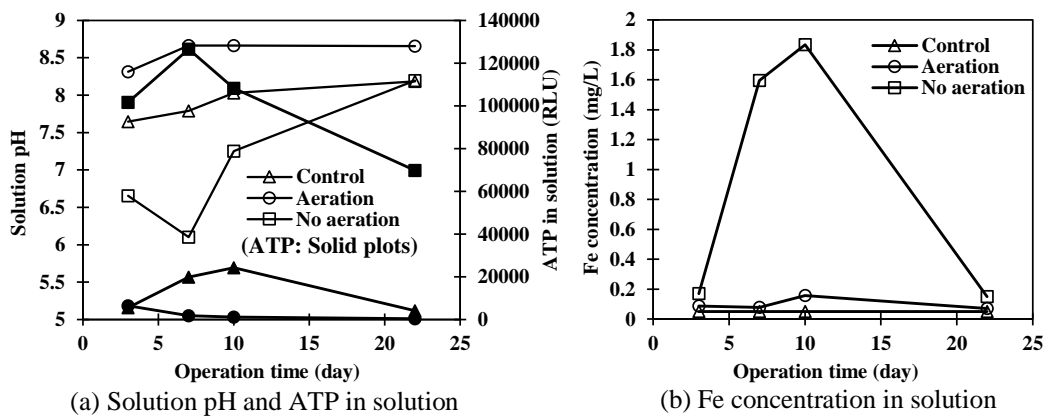 9
8.5
8
7.5
7
6.5
6
5.5
5
Solution pH
140000
120000
100000
80000
60000
40000
20000
0
ATP in solution (RLU)
Control
Aeration
No aeration
(ATP: Solid plots)
0 5 10 15 20 25
Operation time (day)
(a) Solution pH and ATP in solution
2
1.8
1.6
1.4
1.2
1
0.8
0.6
0.4
0.2
0
Fe concentration (mg/L)
Control
Aeration
No aeration
0 5 10 15 20 25
Operation time (day)
(b) Fe concentration in solution